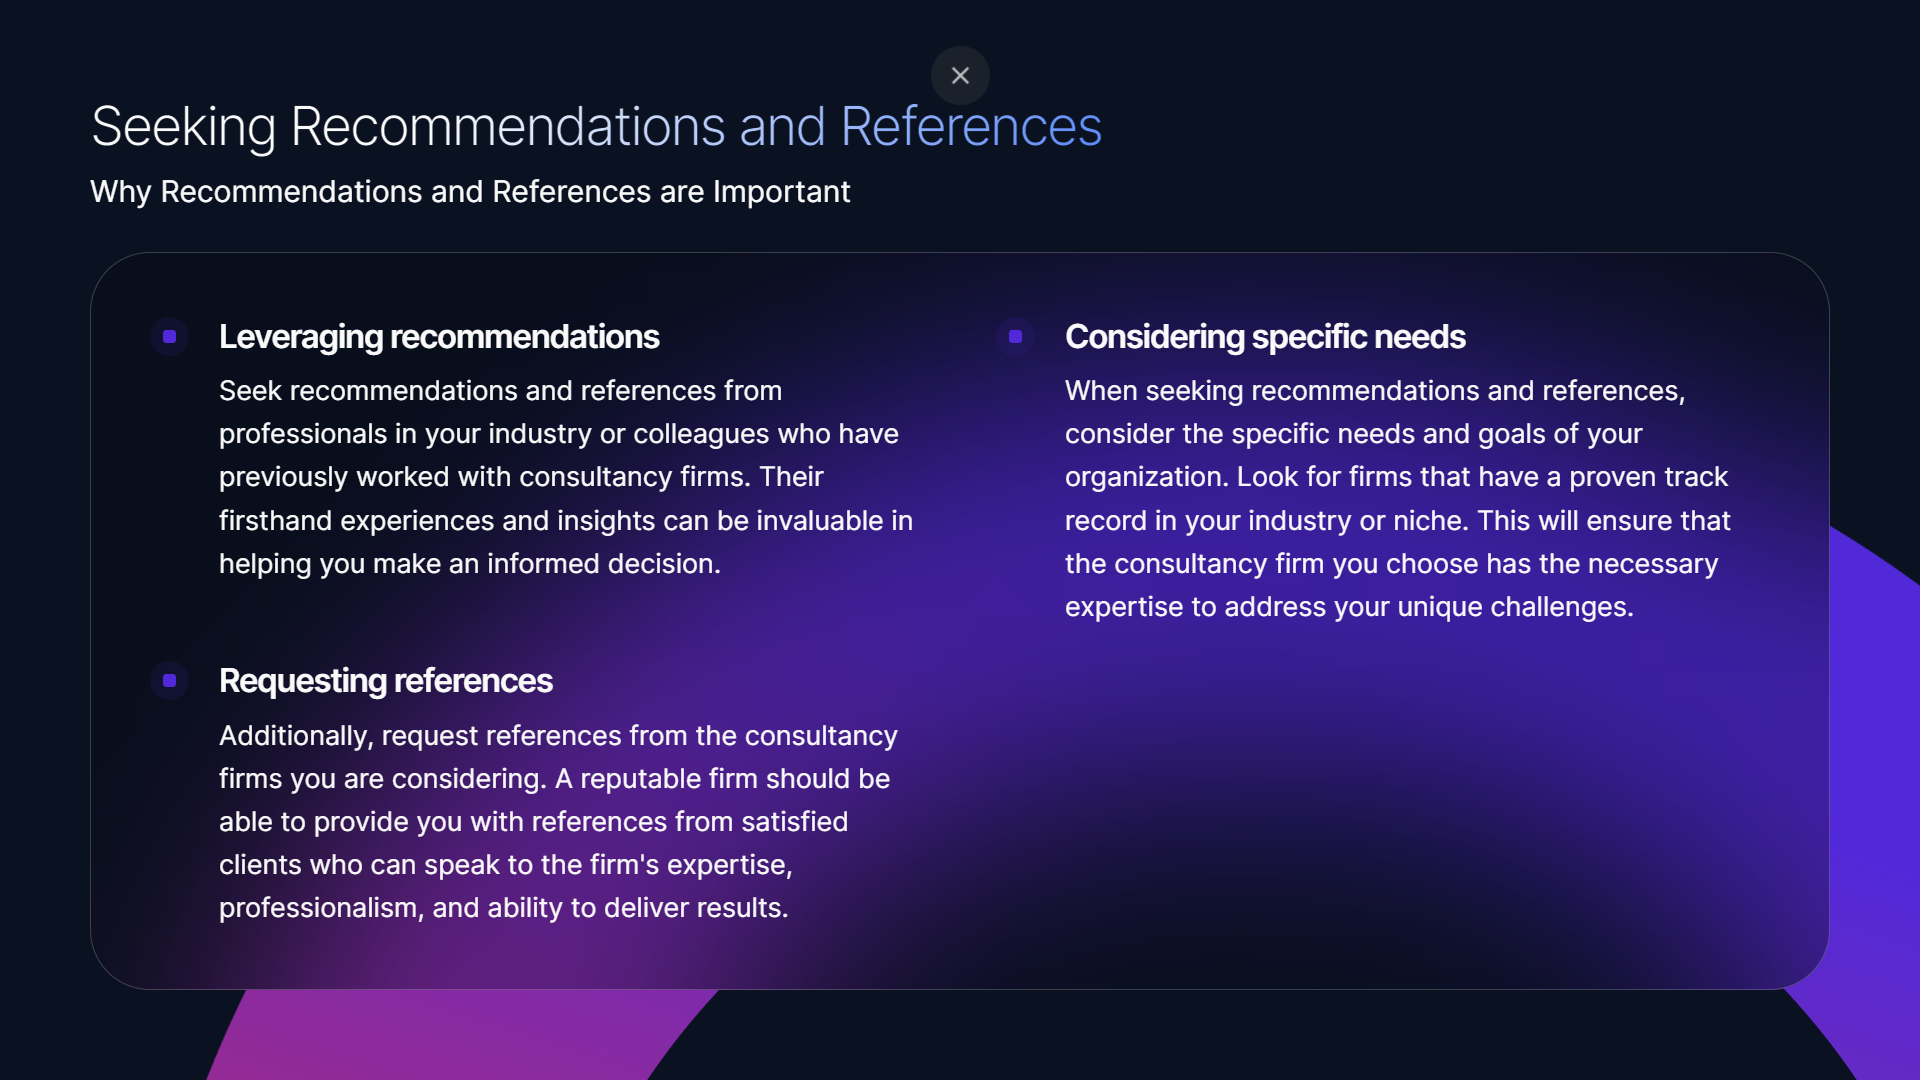 Seeking Recommendations and References
Why Recommendations and References are Important
Leveraging recommendations
Seek recommendations and references from
professionals in your industry or colleagues who have
previously worked with consultancy firms. Their
firsthand experiences and insights can be invaluable in
helping you make an informed decision.
Considering specific needs
When seeking recommendations and references,
consider the specific needs and goals of your
organization. Look for firms that have a proven track
record in your industry or niche. This will ensure that
the consultancy firm you choose has the necessary
expertise to address your unique challenges.
Requesting references
Additionally, request references from the consultancy
firms you are considering. A reputable firm should be
able to provide you with references from satisfied
clients who can speak to the firm's expertise,
professionalism, and ability to deliver results.